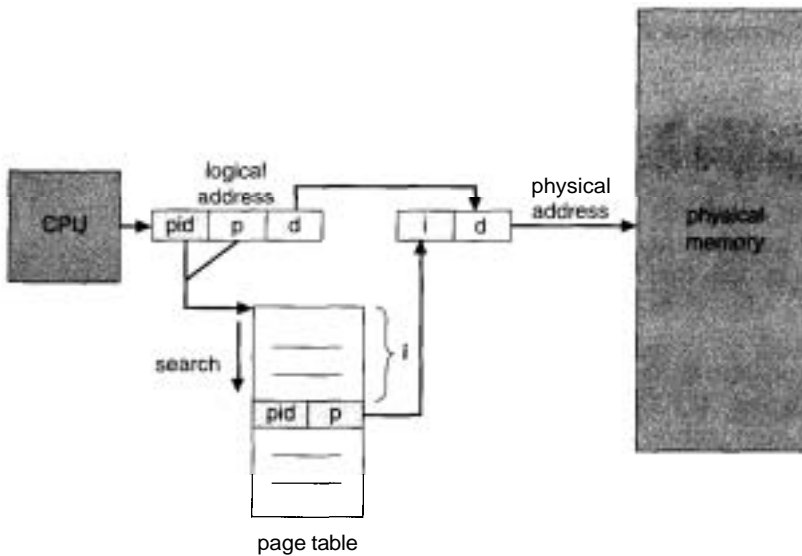 logical
address
CPU
pid p d
i d
physical
address
physical
memory
search
i
pid p
page table